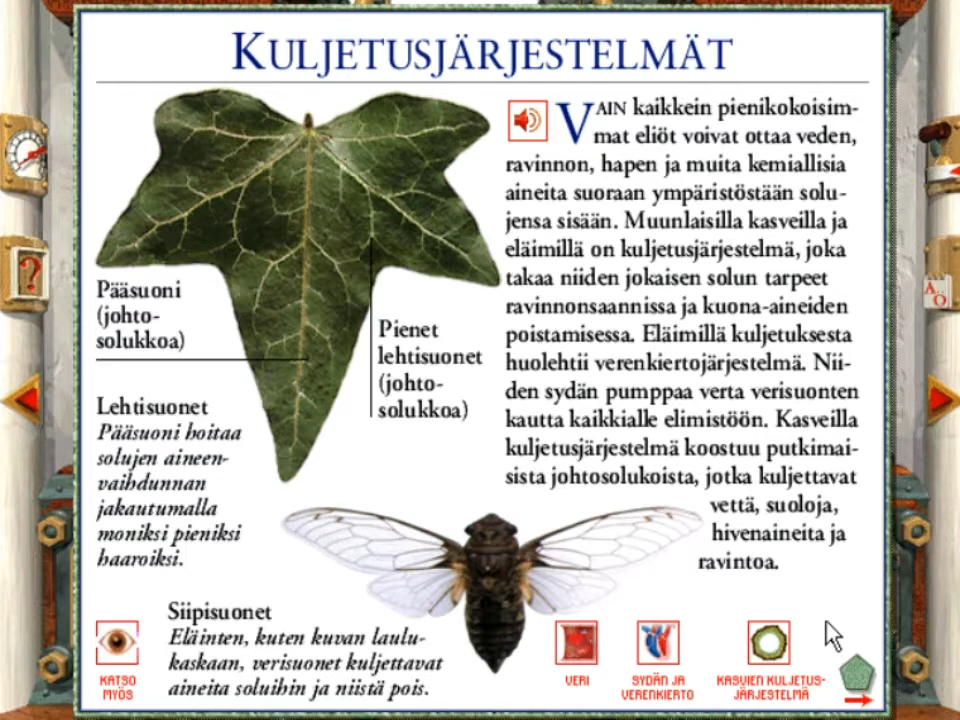 KULJETUSJÄRJESTELMÄT
VAIN kaikkein pienikokoisim-
mat eliöt voivat ottaa veden,
ravinnon, hapen ja muita kemiallisia
aineita suoraan ympäristöstään solu-
jensa sisään. Muunlaisilla kasveilla ja
eläimillä on kuljetusjärjestelmä, joka
takaa niiden jokaisen solun tarpeet
ravinnonsaannissa ja kuona-aineiden
poistamisessa. Eläimillä kuljetuksesta
huolehtii verenkiertojärjestelmä. Nii-
den sydän pumppaa verta verisuonten
kautta kaikkialle elimistöön. Kasveilla
kuljetusjärjestelmä koostuu putkimai-
sista johtosolukoista, jotka kuljettavat
vettä, suoloja,
hivenaineita ja
ravintoa.
Pääsuoni
(johto-
solukkoa)
Pienet
lehtisuonet
(johto-
solukkoa)
Lehtisuonet
Pääsuoni hoitaa
solujen aineen-
vaihdunnan
jakautumalla
moniksi pieniksi
haaroiksi.
Siipisuonet
Eläinten, kuten kuvan laulu-
kaskaan, verisuonet kuljettavat
aineita soluihin ja niistä pois.
KATSO
MYÖS
VERI
SYDÄN JA
VERENKIERTO
KASVIEN KULJETUS-
JÄRJESTELMÄ
?
A..
Ö